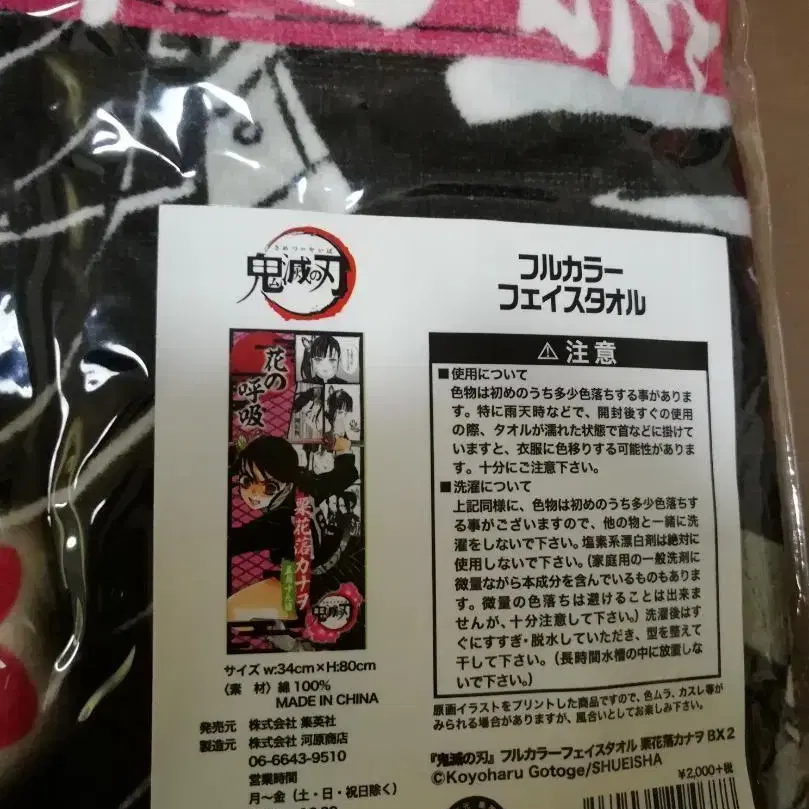 きめつのやいば
鬼滅の刃
フルカラー
フェイスタオル
花の
呼吸
栗花落カナヲ
鬼滅の刃
⚠注意
■使用について
色物は初めのうち多少色落ちする事がありま
す。特に雨天時などで、開封後すぐの使用
の際、タオルが濡れた状態で首などに掛けて
いますと、衣服に色移りする可能性がありま
す。十分にご注意下さい。
■洗濯について
上記同様に、色物は初めのうち多少色落ちす
る事がございますので、他の物と一緒に洗
濯をしないで下さい。塩素系漂白剤は絶対に
使用しないで下さい。（家庭用の一般洗剤に
微量ながら本成分を含んでいるものもありま
す。微量の色落ちは避けることは出来ま
せんが、十分注意して下さい。）洗濯後はす
ぐにすすぎ・脱水していただき、型を整えて
干して下さい。（長時間水槽の中に放置しな
いで下さい。）
原画イラストをプリントした商品ですので、色ムラ、カスレ等が
みられる場合がありますが、風合いとしてお楽しみ下さい。
サイズ w:34cm×H:80cm
〈素 材〉綿100%
MADE IN CHINA
発売元 株式会社 集英社
製造元 株式会社 河原商店
06-6643-9510
営業時間
月～金（土・日・祝日除く）
『鬼滅の刃』フルカラーフェイスタオル 栗花落カナヲ BX2
©Koyoharu Gotoge/SHUEISHA
¥2,000+税